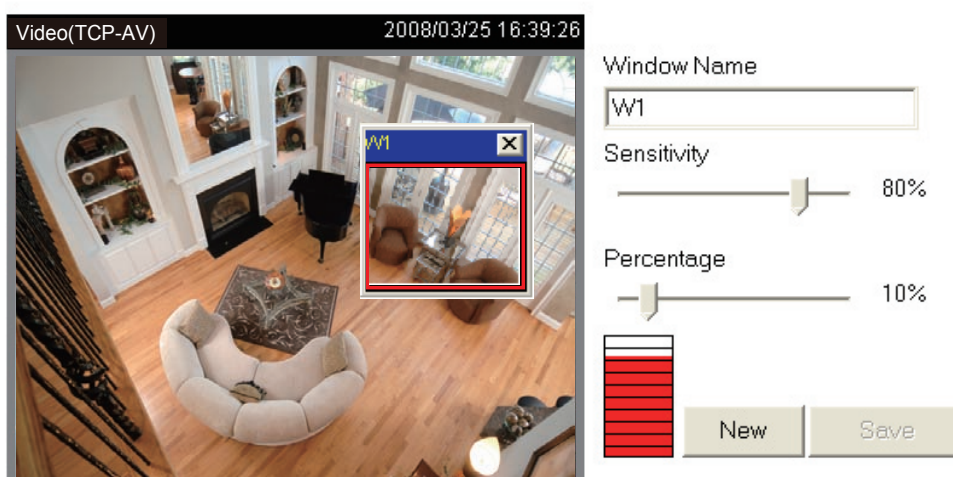 Video(TCP-AV) 2008/03/25 16:39:26
W1
Window Name
W1
Sensitivity
80%
Percentage
10%
New Save